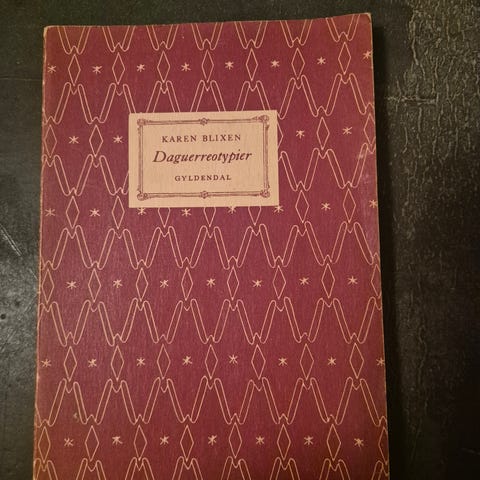 KAREN BLIXEN
Daguerreotypier
GYLDENDAL